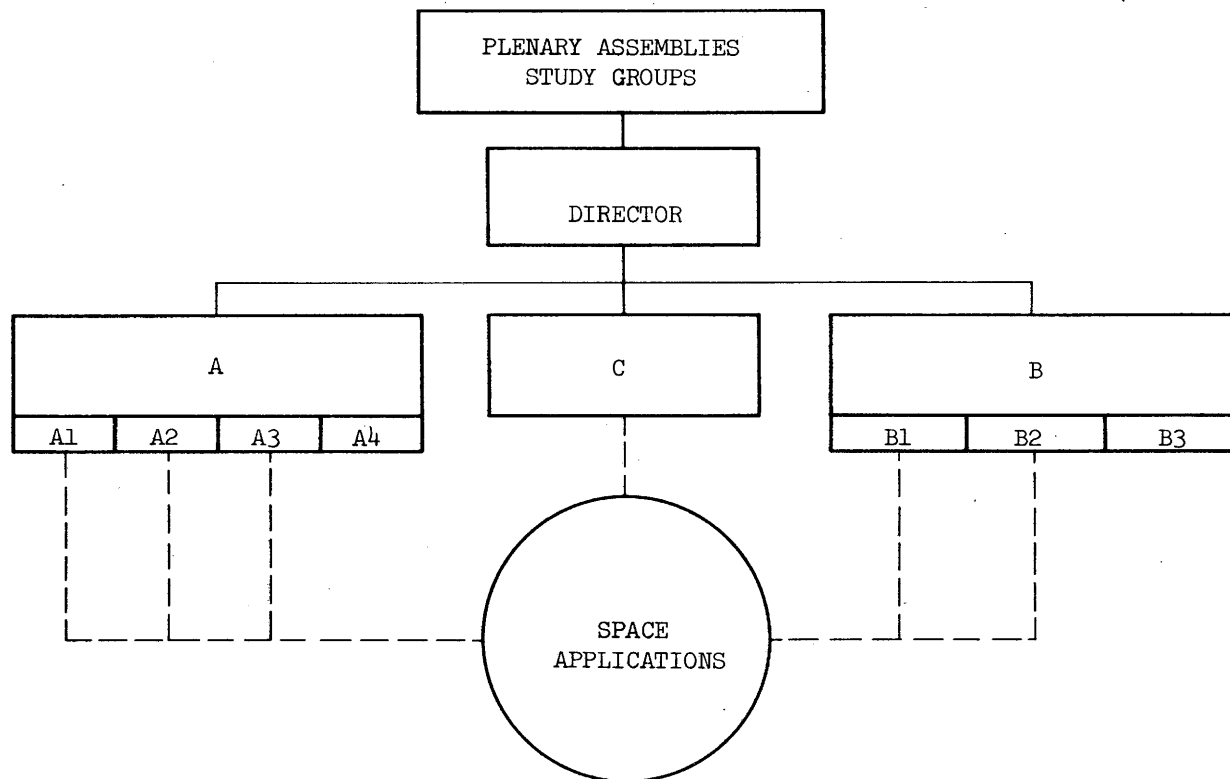 PLENARY ASSEMBLIES
STUDY GROUPS
DIRECTOR
A
C
B
A1
A2
A3
A4
B1
B2
B3
SPACE
APPLICATIONS